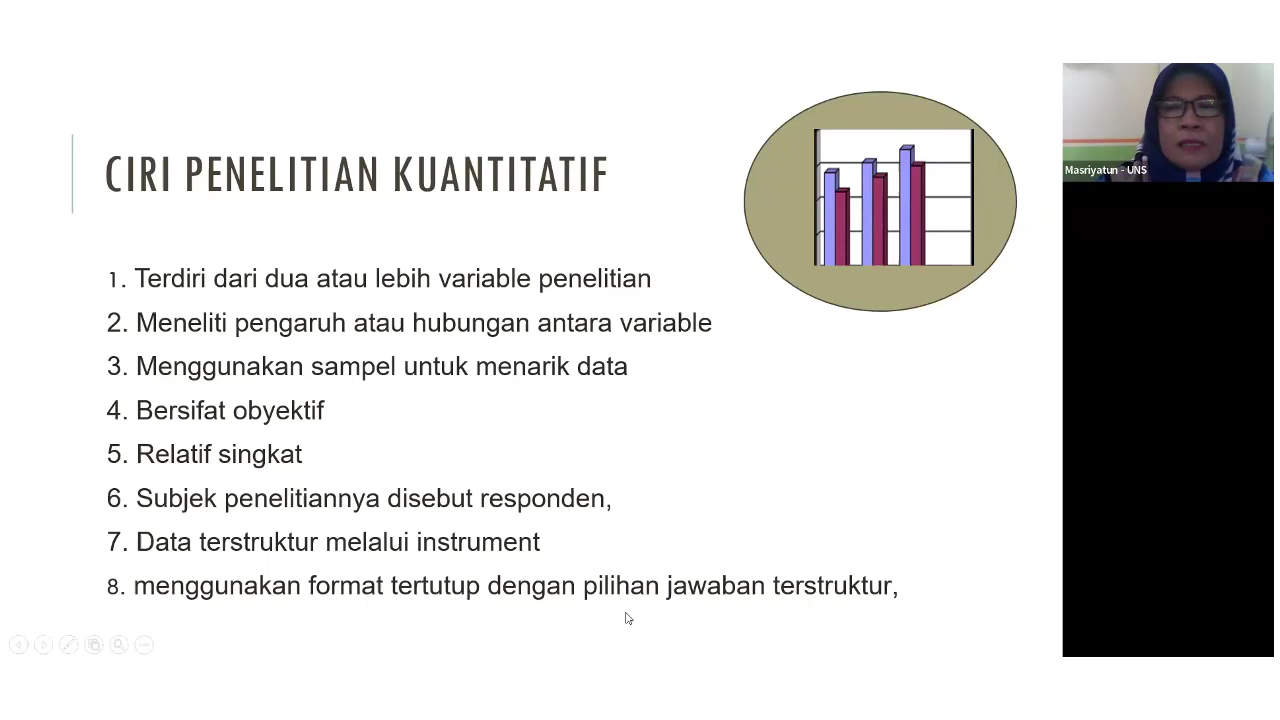 CIRI PENELITIAN KUANTITATIF
Masriyatun - UNS
1. Terdiri dari dua atau lebih variable penelitian
2. Meneliti pengaruh atau hubungan antara variable
3. Menggunakan sampel untuk menarik data
4. Bersifat obyektif
5. Relatif singkat
6. Subjek penelitiannya disebut responden,
7. Data terstruktur melalui instrument
8. menggunakan format tertutup dengan pilihan jawaban terstruktur,